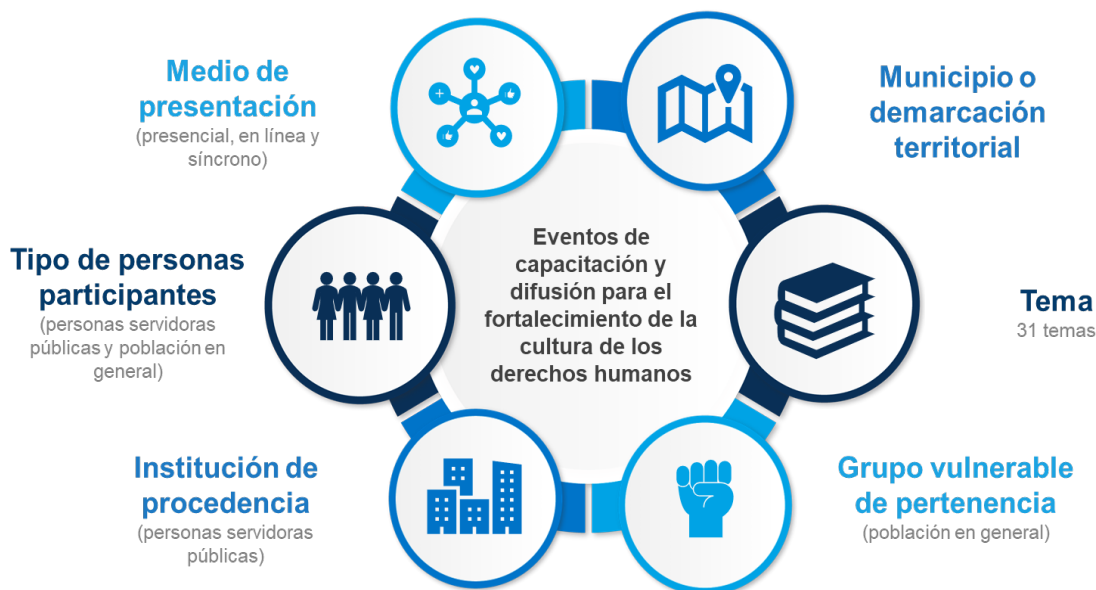 Medio de
presentación
(presencial, en línea y
síncrono)
Municipio o
demarcación
territorial
Tipo de personas
participantes
(personas servidoras
públicas y población en
general)
Eventos de
capacitación y
difusión para el
fortalecimiento de la
cultura de los
derechos humanos
Tema
31 temas
Institución de
procedencia
(personas servidoras
públicas)
Grupo vulnerable
de pertenencia
(población en general)